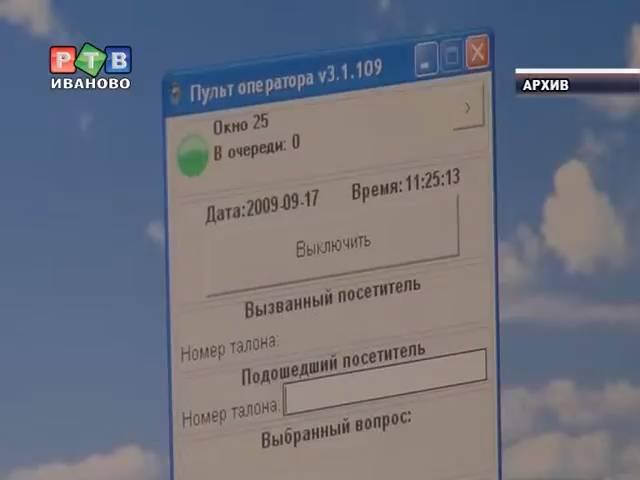 РТВ
ИВАНОВО
АРХИВ
Пульт оператора v3.1.109
Окно 25
В очереди: 0
>
Дата:2009-09-17 Время:11:25:13
Выключить
Вызванный посетитель
Номер талона:
Подошедший посетитель
Номер талона:
Выбранный вопрос: